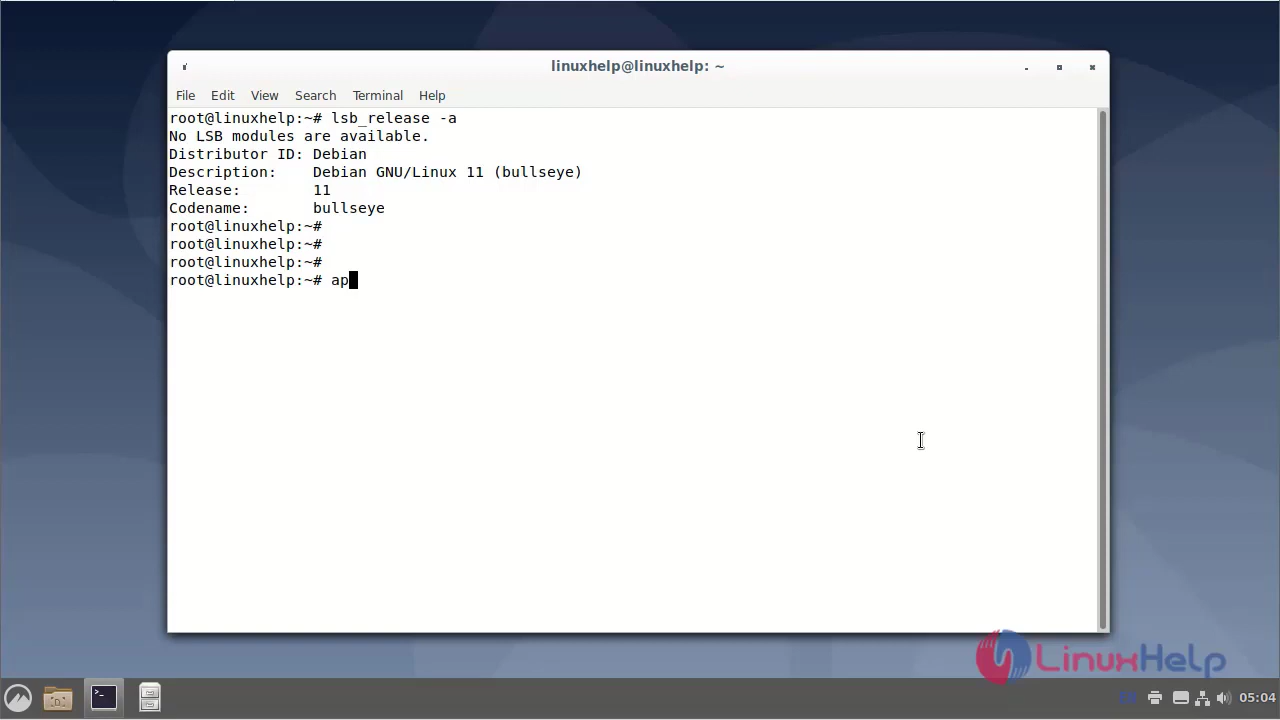 linuxhelp@linuxhelp: ~
File Edit View Search Terminal Help
root@linuxhelp:~# lsb_release -a
No LSB modules are available.
Distributor ID: Debian
Description:    Debian GNU/Linux 11 (bullseye)
Release:        11
Codename:       bullseye
root@linuxhelp:~#
root@linuxhelp:~#
root@linuxhelp:~#
root@linuxhelp:~# ap
LinuxHelp
05:04